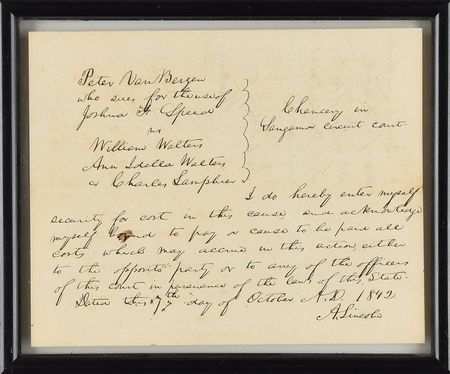 Peter Van Bergen
who sues for the use of
Joshua F Speed
vs
William Walters
Ann Idella Walters
& Charles Lamphier
Chancery in
Sangamon circuit court
I do hereby enter myself
security for cost in this cause and acknowledge
myself bound to pay or cause to be paid all
costs which may accrue in this action either
to the opposite party or to any of the officers
of this court in pursuance of the laws of this State.
Dated this 17th day of October A.D. 1842
A. Lincoln